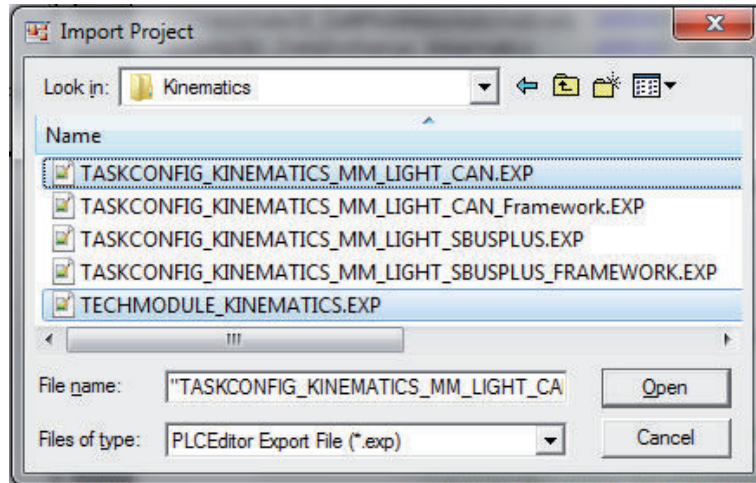 Import Project
Look in: Kinematics
Name
TASKCONFIG_KINEMATICS_MM_LIGHT_CAN.EXP
TASKCONFIG_KINEMATICS_MM_LIGHT_CAN_Framework.EXP
TASKCONFIG_KINEMATICS_MM_LIGHT_SBUSPLUS.EXP
TASKCONFIG_KINEMATICS_MM_LIGHT_SBUSPLUS_FRAMEWORK.EXP
TECHMODULE_KINEMATICS.EXP
File name: "TASKCONFIG_KINEMATICS_MM_LIGHT_CA Open
Files of type: PLCEditor Export File (*.exp) Cancel